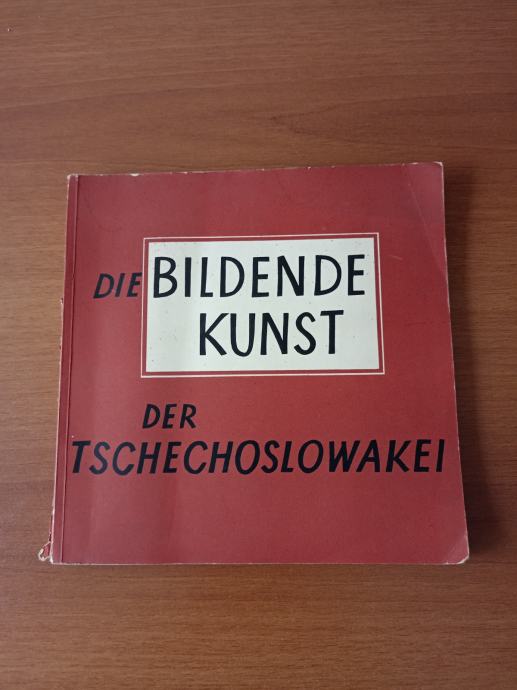 DIE BILDENDE
KUNST
DER
TSCHECHOSLOWAKEI